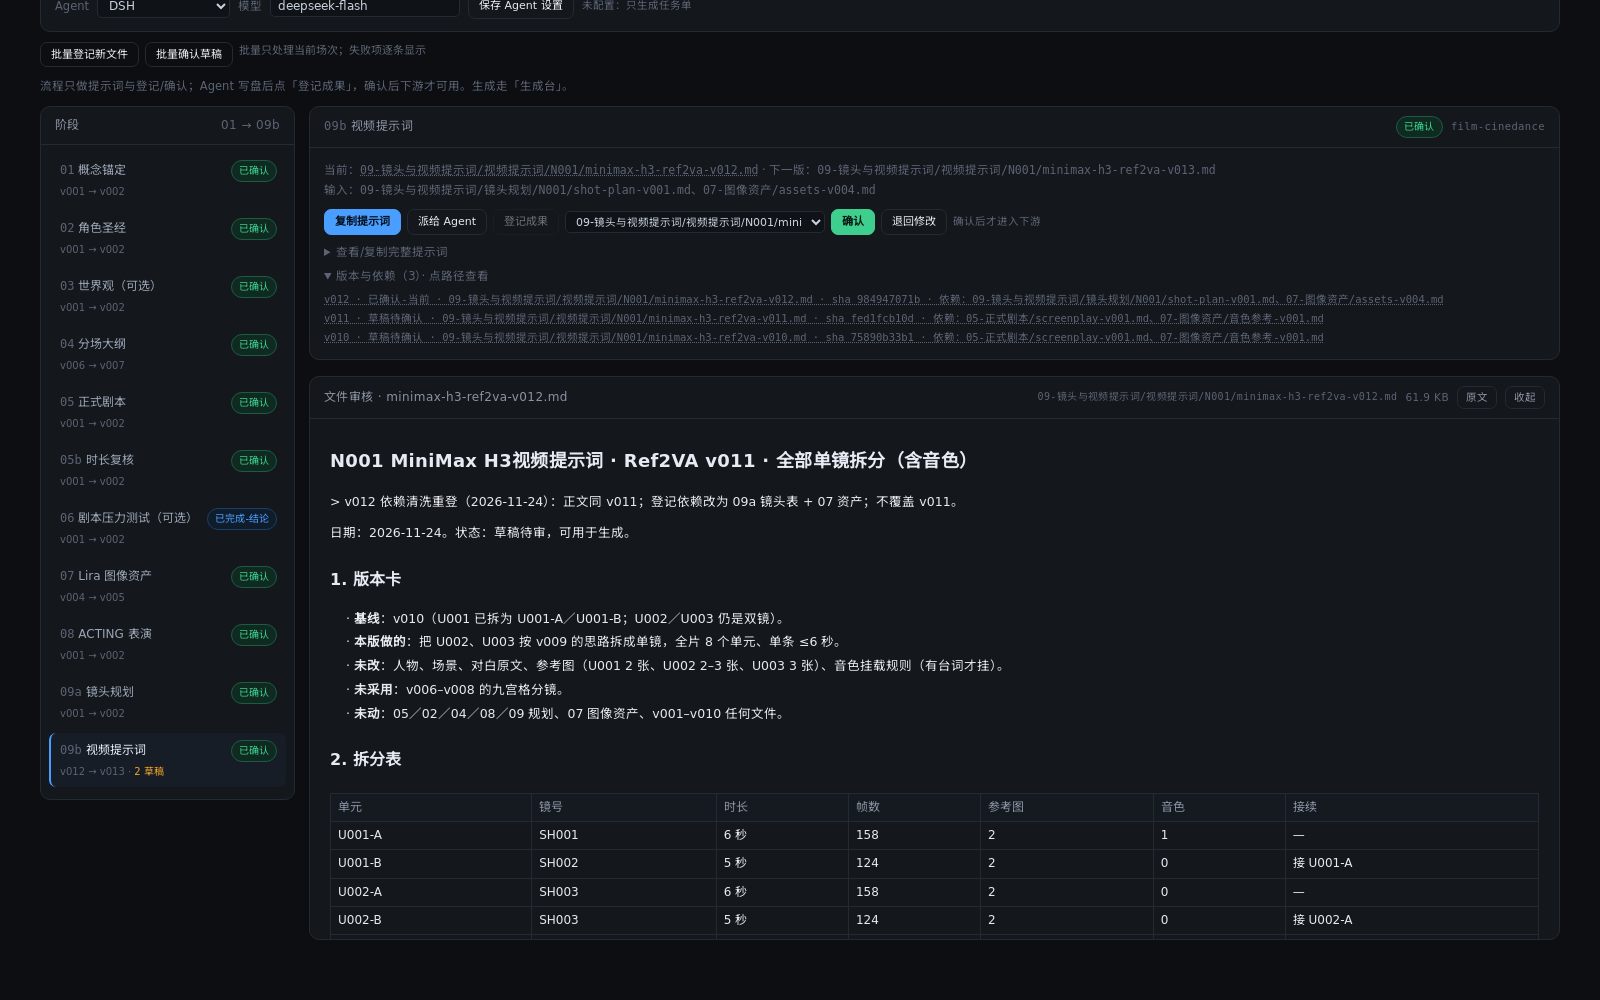 Agent DSH 模型 deepseek-flash 保存 Agent 设置 未配置：只生成任务单
批量登记新文件 批量确认草稿 批量只处理当前场次；失败项逐条显示
流程只做提示词与登记/确认；Agent 写盘后点「登记成果」，确认后下游才可用。生成走「生成台」。
阶段 01 → 09b
01 概念锚定 已确认
v001 → v002
02 角色圣经 已确认
v001 → v002
03 世界观（可选） 已确认
v001 → v002
04 分场大纲 已确认
v006 → v007
05 正式剧本 已确认
v001 → v002
05b 时长复核 已确认
v001 → v002
06 剧本压力测试（可选） 已完成-结论
v001 → v002
07 Lira 图像资产 已确认
v004 → v005
08 ACTING 表演 已确认
v001 → v002
09a 镜头规划 已确认
v001 → v002
09b 视频提示词 已确认
v012 → v013 · 2 草稿
09b 视频提示词 已确认 film-cinedance
当前：09-镜头与视频提示词/视频提示词/N001/minimax-h3-ref2va-v012.md · 下一版：09-镜头与视频提示词/视频提示词/N001/minimax-h3-ref2va-v013.md
输入：09-镜头与视频提示词/镜头规划/N001/shot-plan-v001.md、07-图像资产/assets-v004.md
复制提示词 派给 Agent 登记成果 09-镜头与视频提示词/视频提示词/N001/mini 确认 退回修改 确认后才进入下游
▶ 查看/复制完整提示词
▼ 版本与依赖（3）· 点路径查看
v012 · 已确认-当前 · 09-镜头与视频提示词/视频提示词/N001/minimax-h3-ref2va-v012.md · sha 984947071b · 依赖：09-镜头与视频提示词/镜头规划/N001/shot-plan-v001.md、07-图像资产/assets-v004.md
v011 · 草稿待确认 · 09-镜头与视频提示词/视频提示词/N001/minimax-h3-ref2va-v011.md · sha fed1fcb10d · 依赖：05-正式剧本/screenplay-v001.md、07-图像资产/音色参考-v001.md
v010 · 草稿待确认 · 09-镜头与视频提示词/视频提示词/N001/minimax-h3-ref2va-v010.md · sha 75890b33b1 · 依赖：05-正式剧本/screenplay-v001.md、07-图像资产/音色参考-v001.md
文件审核 · minimax-h3-ref2va-v012.md 09-镜头与视频提示词/视频提示词/N001/minimax-h3-ref2va-v012.md 61.9 KB 原文 收起
N001 MiniMax H3视频提示词 · Ref2VA v011 · 全部单镜拆分（含音色）
> v012 依赖清洗重登（2026-11-24）：正文同 v011；登记依赖改为 09a 镜头表 + 07 资产；不覆盖 v011。
日期：2026-11-24。状态：草稿待审，可用于生成。
1. 版本卡
· 基线：v010（U001 已拆为 U001-A／U001-B；U002／U003 仍是双镜）。
· 本版做的：把 U002、U003 按 v009 的思路拆成单镜，全片 8 个单元、单条 ≤6 秒。
· 未改：人物、场景、对白原文、参考图（U001 2 张、U002 2–3 张、U003 3 张）、音色挂载规则（有台词才挂）。
· 未采用：v006–v008 的九宫格分镜。
· 未动：05／02／04／08／09 规划、07 图像资产、v001–v010 任何文件。
2. 拆分表
单元 镜号 时长 帧数 参考图 音色 接续
U001-A SH001 6 秒 158 2 1 —
U001-B SH002 5 秒 124 2 0 接 U001-A
U002-A SH003 6 秒 158 2 0 —
U002-B SH003 5 秒 124 2 0 接 U002-A